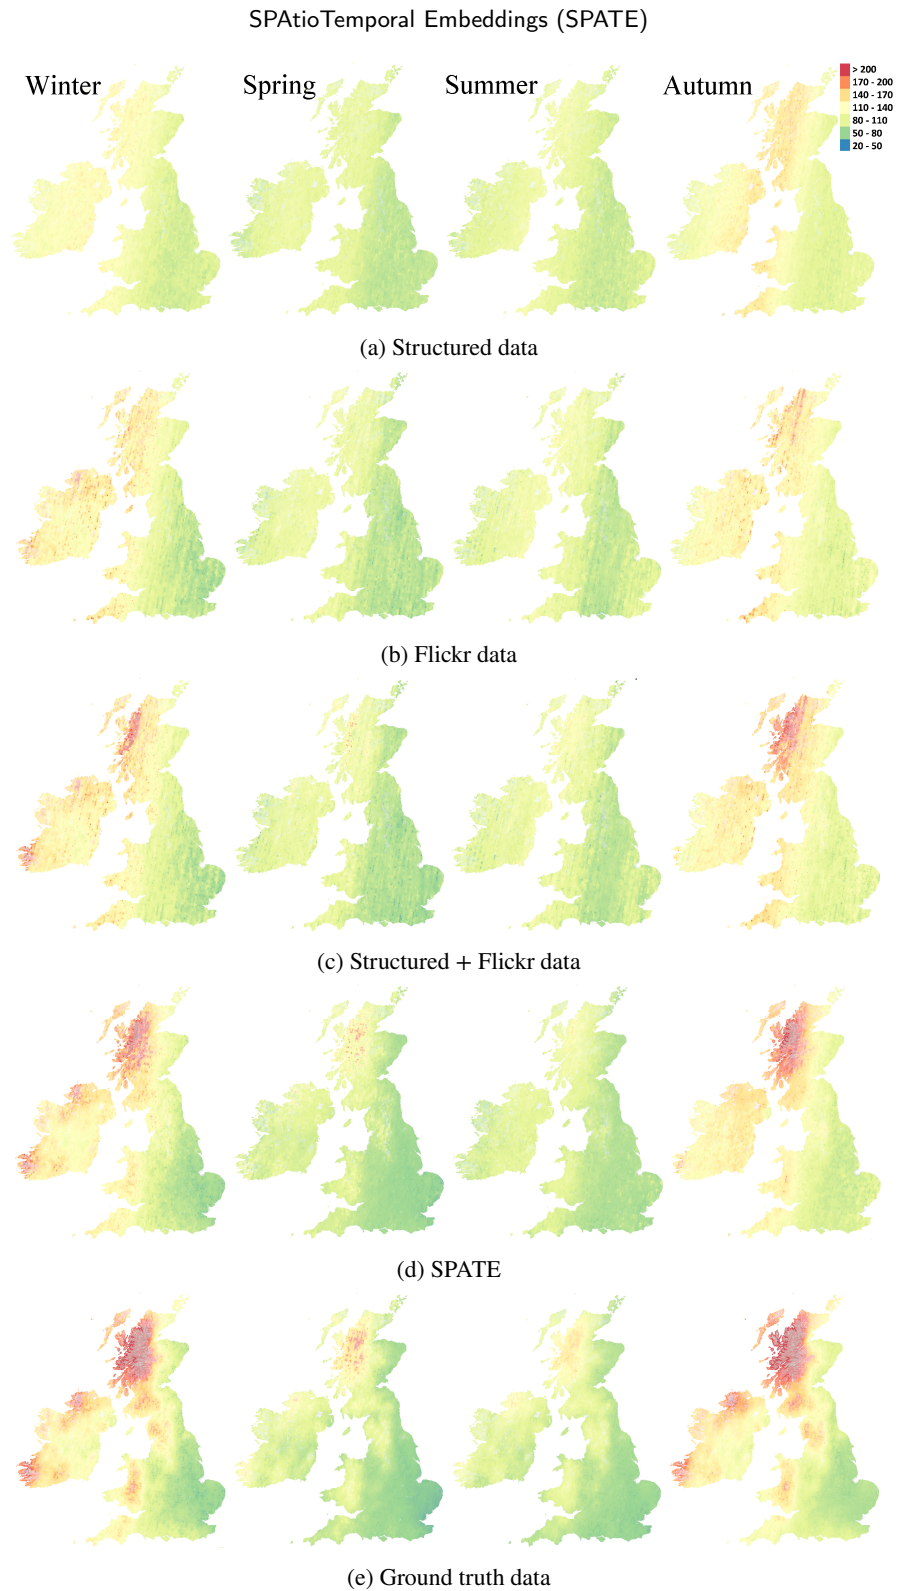 SPAtioTemporal Embeddings (SPATE)
Winter
Spring
Summer
Autumn
> 200
170 - 200
140 - 170
110 - 140
80 - 110
50 - 80
20 - 50
(a) Structured data
(b) Flickr data
(c) Structured + Flickr data
(d) SPATE
(e) Ground truth data